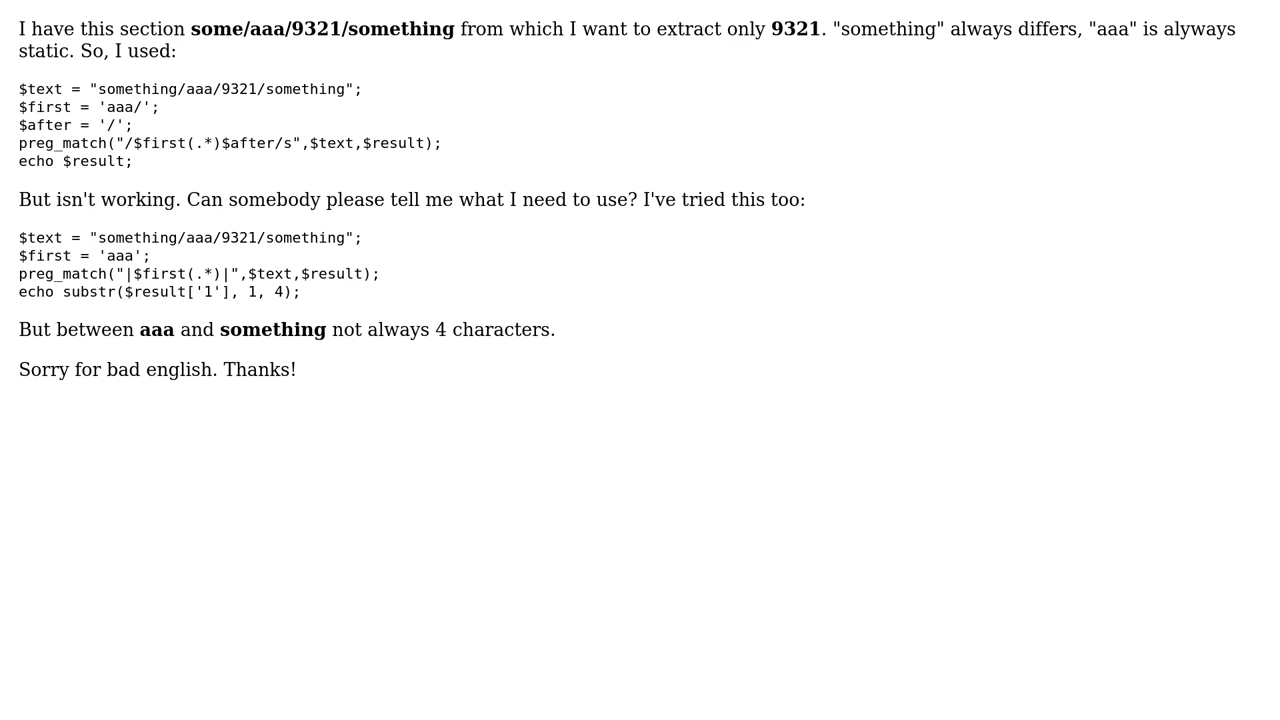 I have this section some/aaa/9321/something from which I want to extract only 9321. "something" always differs, "aaa" is alyways
static. So, I used:
$text = "something/aaa/9321/something";
$first = 'aaa/';
$after = '/';
preg_match("/$first(.*)$after/s",$text,$result);
echo $result;
But isn't working. Can somebody please tell me what I need to use? I've tried this too:
$text = "something/aaa/9321/something";
$first = 'aaa';
preg_match("|$first(.*)|",$text,$result);
echo substr($result['1'], 1, 4);
But between aaa and something not always 4 characters.
Sorry for bad english. Thanks!